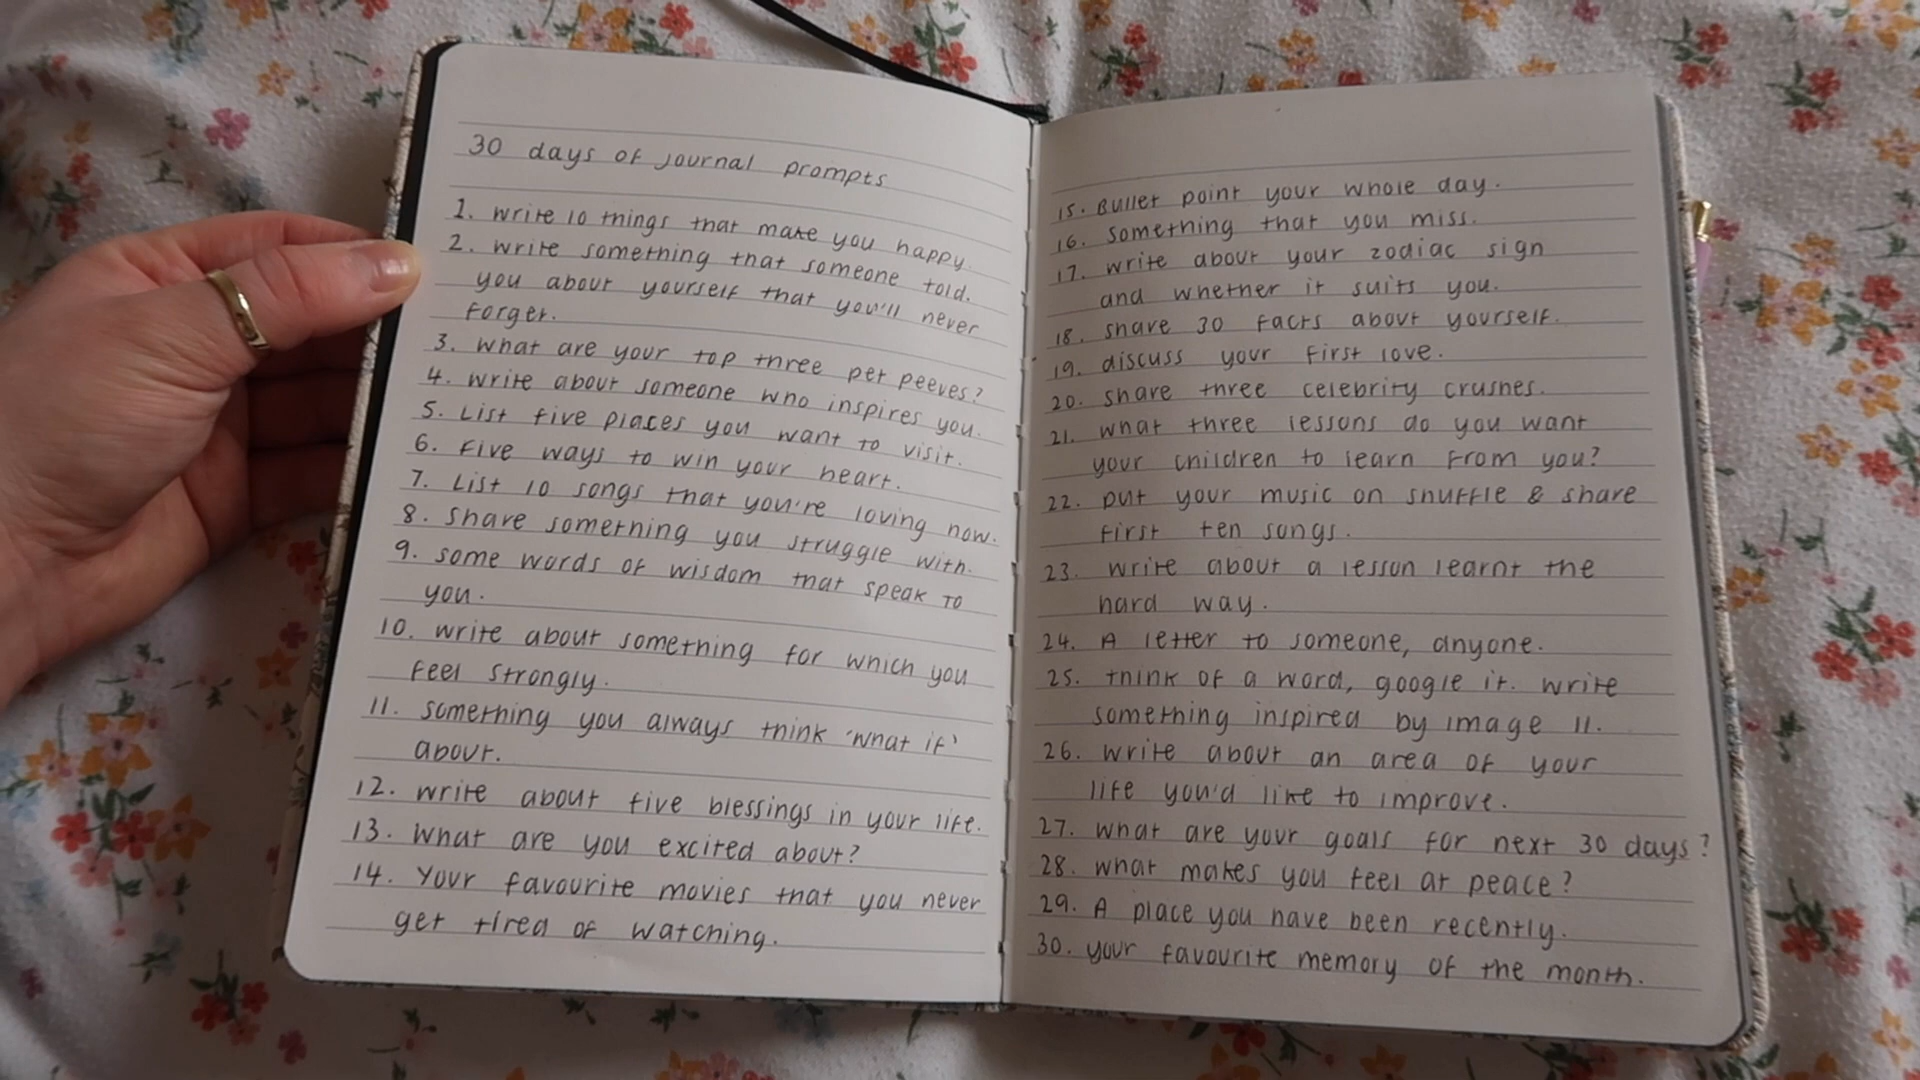 30 days of journal prompts
1. write 10 things that make you happy.
2. write something that someone told.
you about yourself that you'll never
forget.
3. what are your top three pet peeves?
4. write about someone who inspires you.
5. List five places you want to visit.
6. Five ways to win your heart.
7. List 10 songs that you're loving now.
8. Share something you struggle with.
9. some words of wisdom that speak to
you.
10. write about something for which you
feel strongly.
11. something you always think 'what if'
about.
12. write about five blessings in your life.
13. what are you excited about?
14. Your favourite movies that you never
get tired of watching.
15. Bullet point your whole day.
16. something that you miss.
17. write about your zodiac sign
and whether it suits you.
18. share 30 facts about yourself.
19. discuss your first love.
20. share three celebrity crushes.
21. what three lessons do you want
your children to learn from you?
22. put your music on shuffle & share
first ten songs.
23. write about a lesson learnt the
hard way.
24. A letter to someone, anyone.
25. think of a word, google it. write
something inspired by image 11.
26. write about an area of your
life you'd like to improve.
27. what are your goals for next 30 days?
28. what makes you feel at peace?
29. A place you have been recently.
30. your favourite memory of the month.